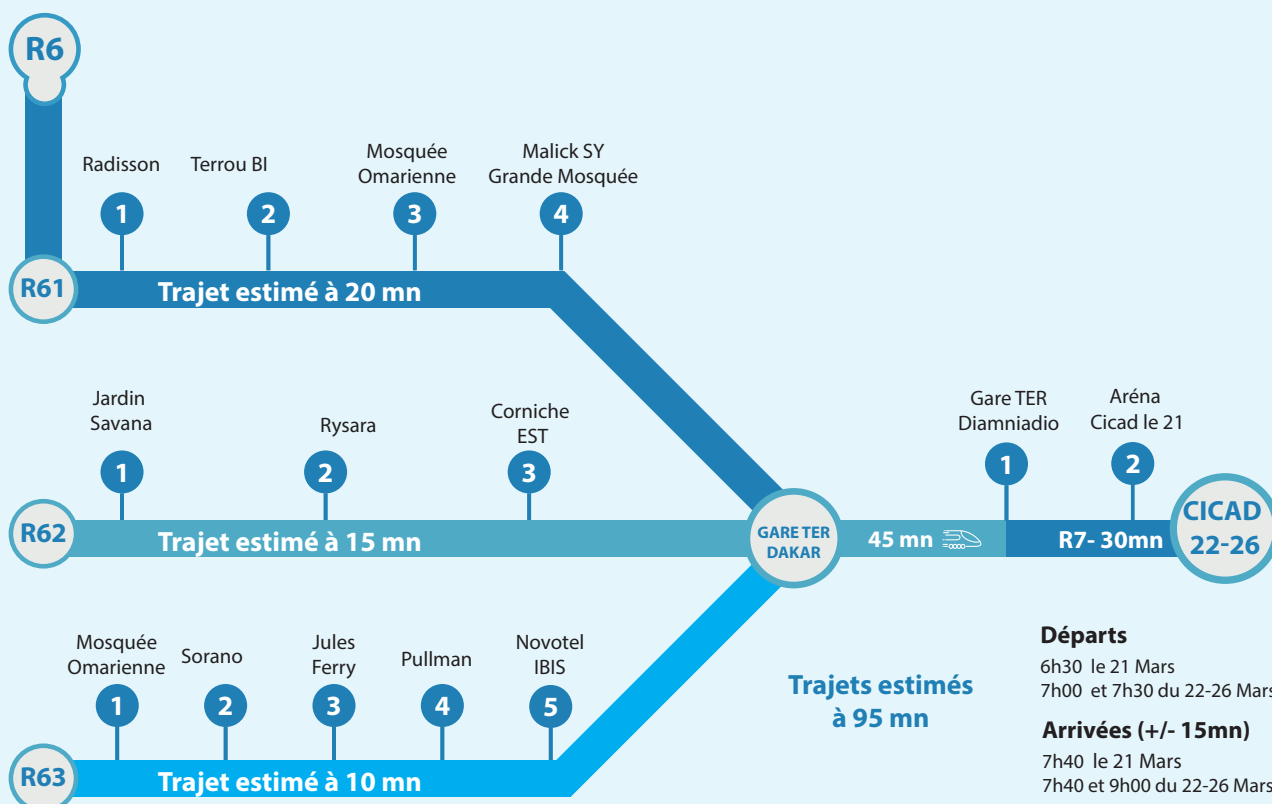 R6
Radisson
Terrou BI
Mosquée
Omarienne
Malick SY
Grande Mosquée
1
2
3
4
R61
Trajet estimé à 20 mn
Jardin
Savana
Rysara
Corniche
EST
1
2
3
R62
Trajet estimé à 15 mn
GARE TER
DAKAR
45 mn
Gare TER
Diamniadio
Aréna
Cicad le 21
1
2
R7- 30mn
CICAD
22-26
Mosquée
Omarienne
Sorano
Jules
Ferry
Pullman
Novotel
IBIS
1
2
3
4
5
R63
Trajet estimé à 10 mn
Trajets estimés
à 95 mn
Départs
6h30 le 21 Mars
7h00 et 7h30 du 22-26 Mars
Arrivées (+/- 15mn)
7h40 le 21 Mars
7h40 et 9h00 du 22-26 Mars